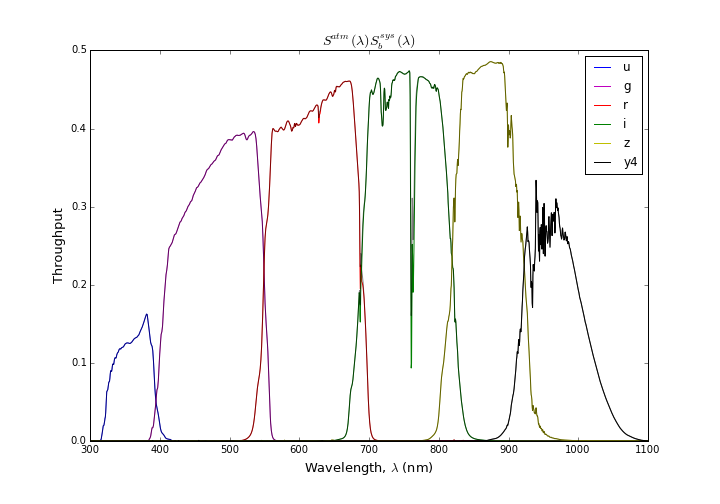 S^{atm}(λ)S_b^{sys}(λ)
0.5
0.4
0.3
0.2
0.1
0.0
Throughput
u
g
r
i
z
y4
300 400 500 600 700 800 900 1000 1100
Wavelength, λ (nm)